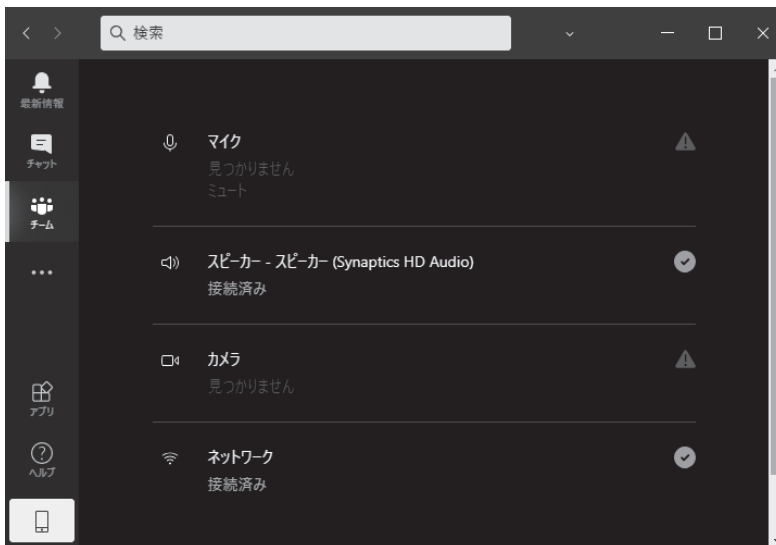 検索
最新情報
チャット
チーム
アプリ
ヘルプ
マイク
見つかりません
ミュート
スピーカー - スピーカー (Synaptics HD Audio)
接続済み
カメラ
見つかりません
ネットワーク
接続済み